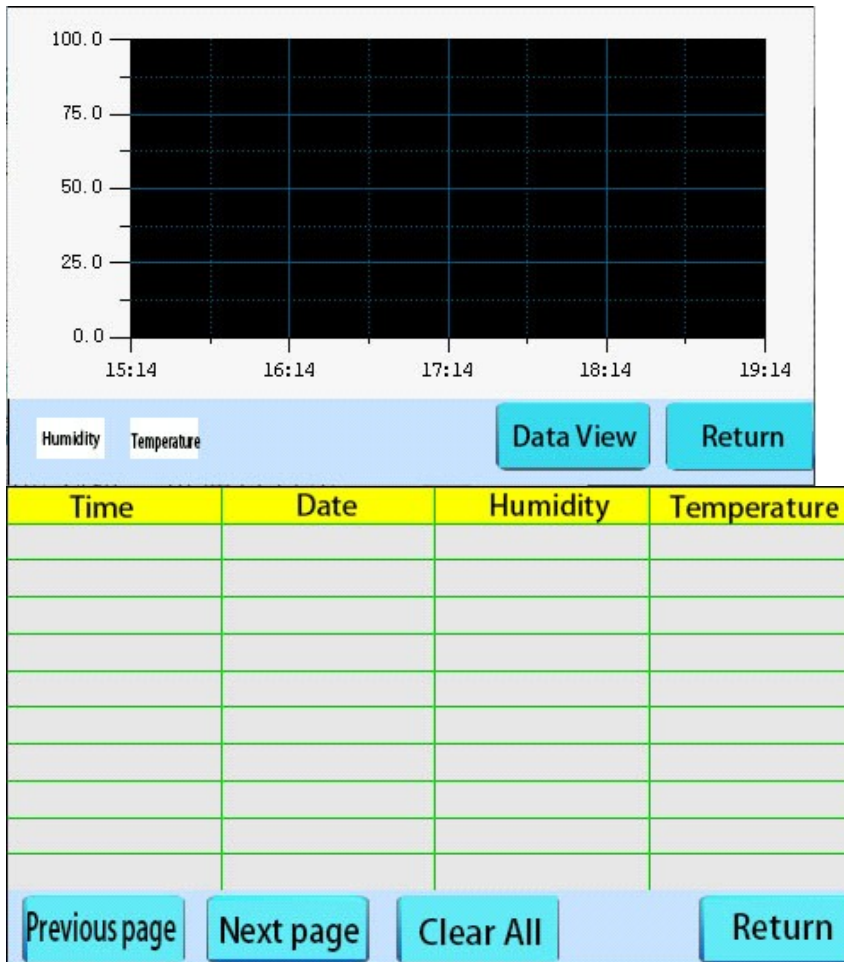 100.0
75.0
50.0
25.0
0.0
15:14 16:14 17:14 18:14 19:14
Humidity Temperature Data View Return
Time Date Humidity Temperature
Previous page Next page Clear All Return